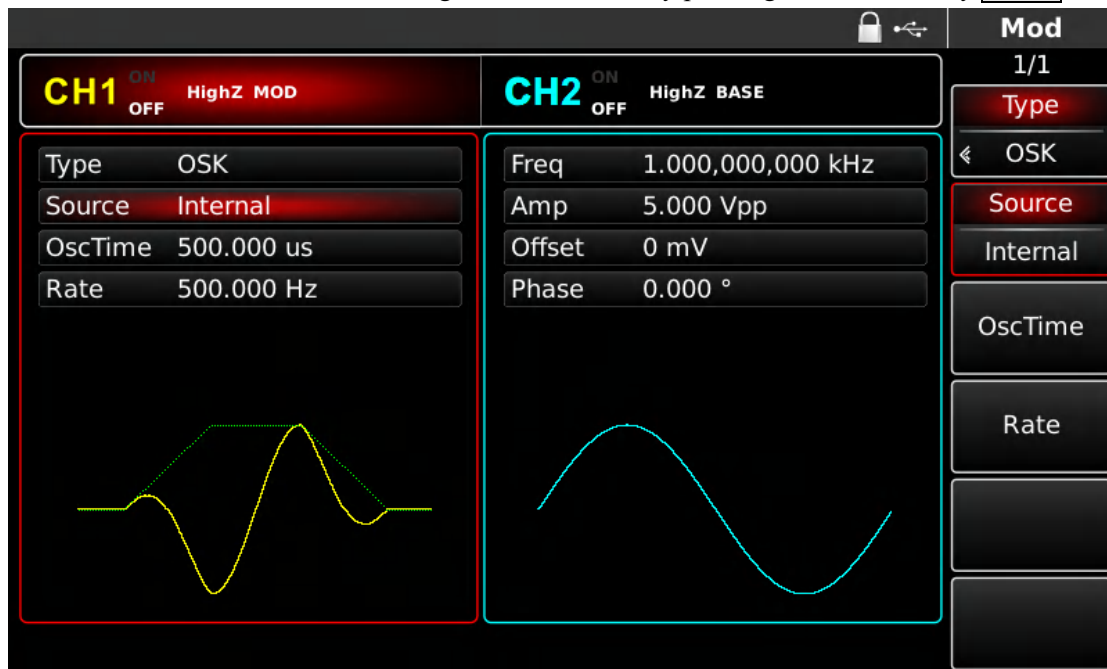 Mod
1/1
CH1 ON OFF HighZ MOD
CH2 ON OFF HighZ BASE
Type OSK
Source Internal
OscTime 500.000 us
Rate 500.000 Hz
Freq 1.000,000,000 kHz
Amp 5.000 Vpp
Offset 0 mV
Phase 0.000 °
Type
OSK
Source
Internal
OscTime
Rate